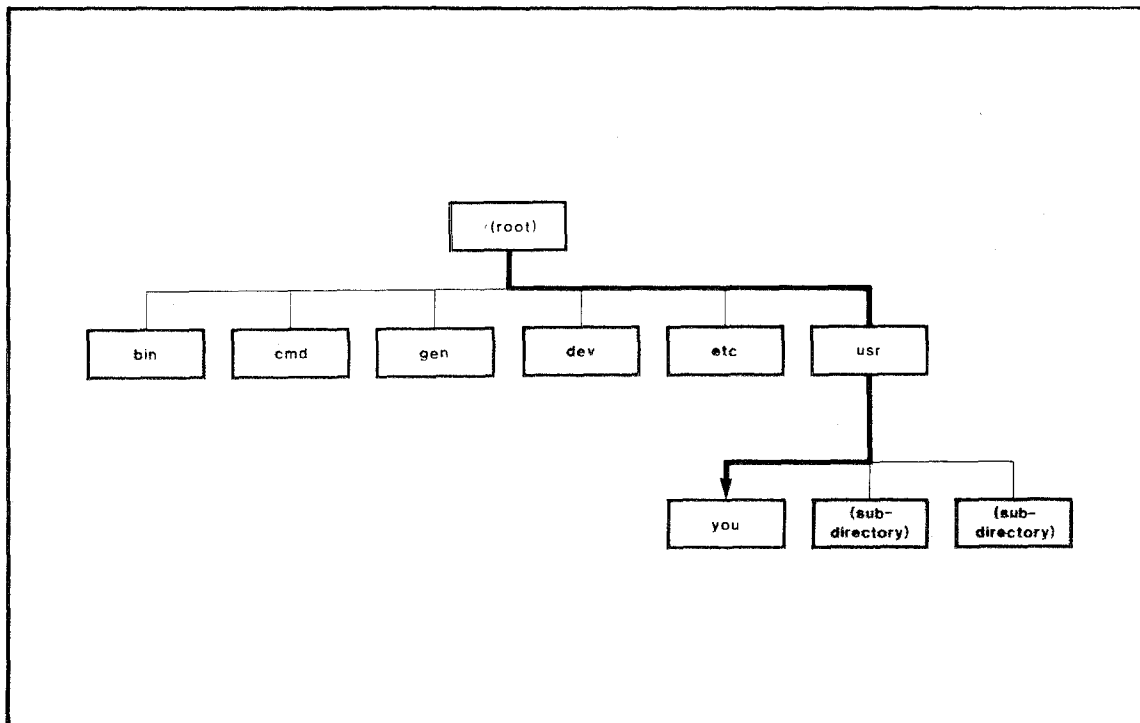 /(root)
bin
cmd
gen
dev
etc
usr
you
(sub-
directory)
(sub-
directory)